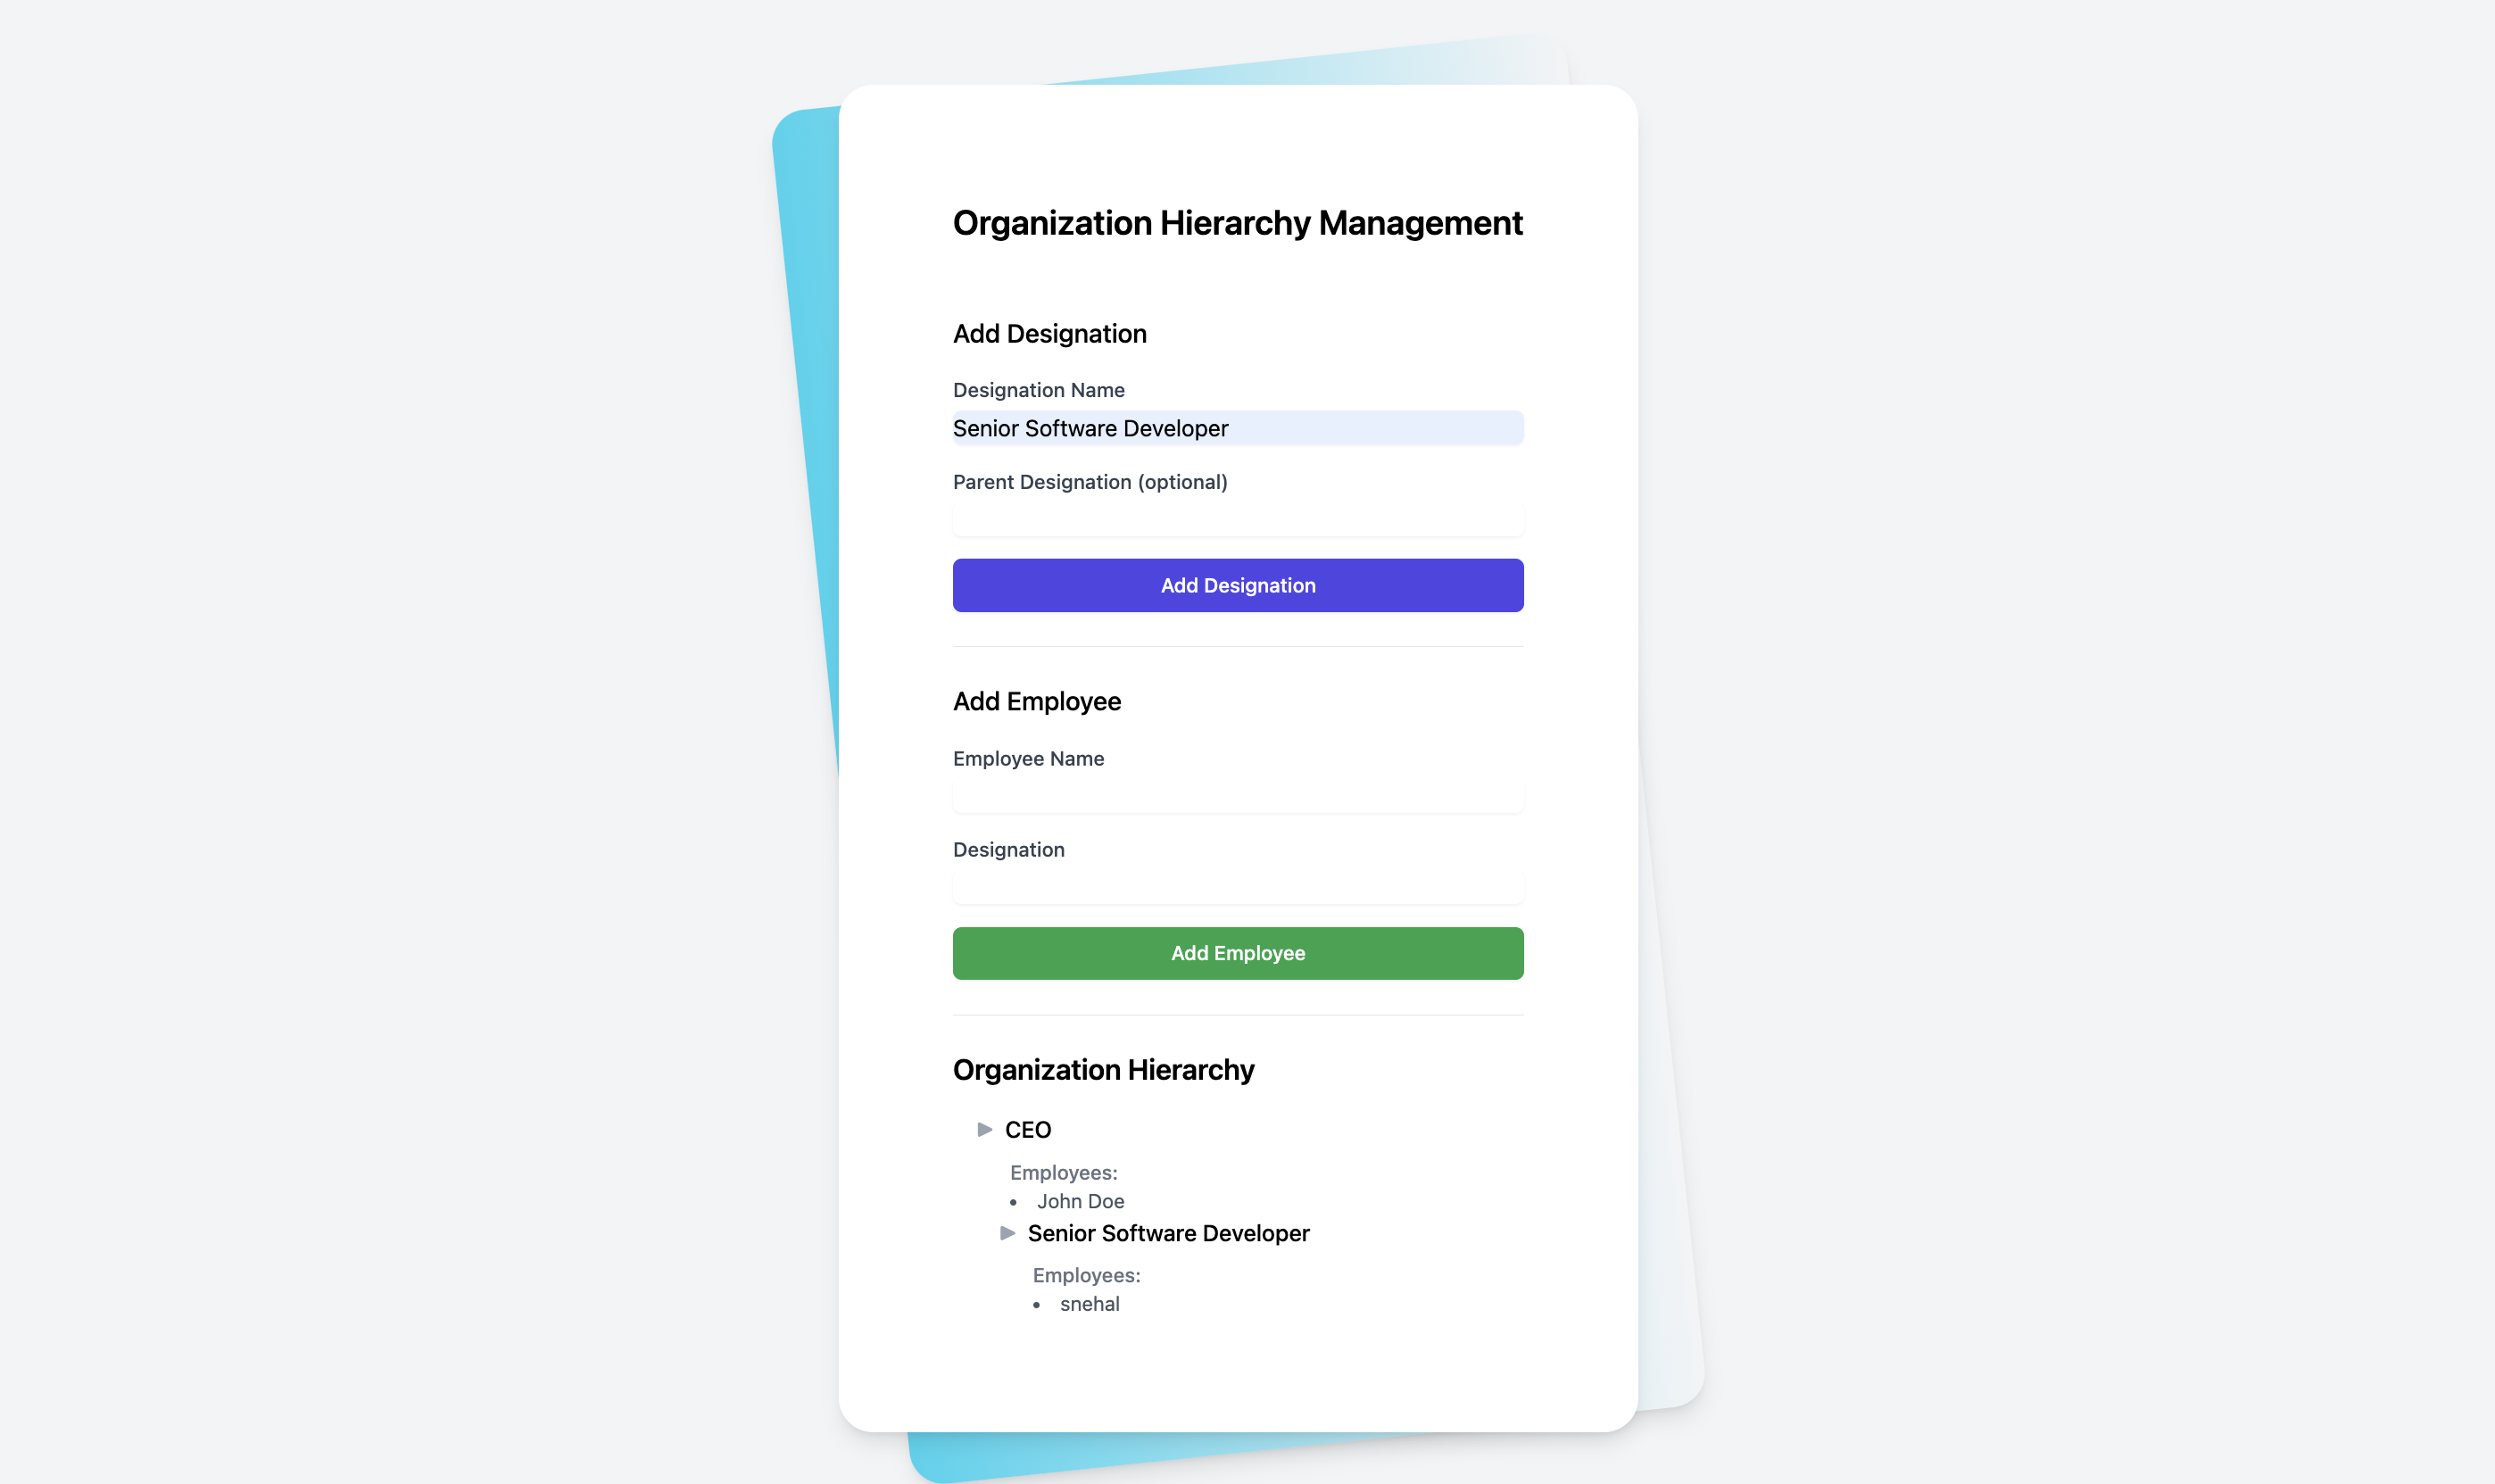 Organization Hierarchy Management
Add Designation
Designation Name
Senior Software Developer
Parent Designation (optional)
Add Designation
Add Employee
Employee Name
Designation
Add Employee
Organization Hierarchy
CEO
Employees:
John Doe
Senior Software Developer
Employees:
snehal